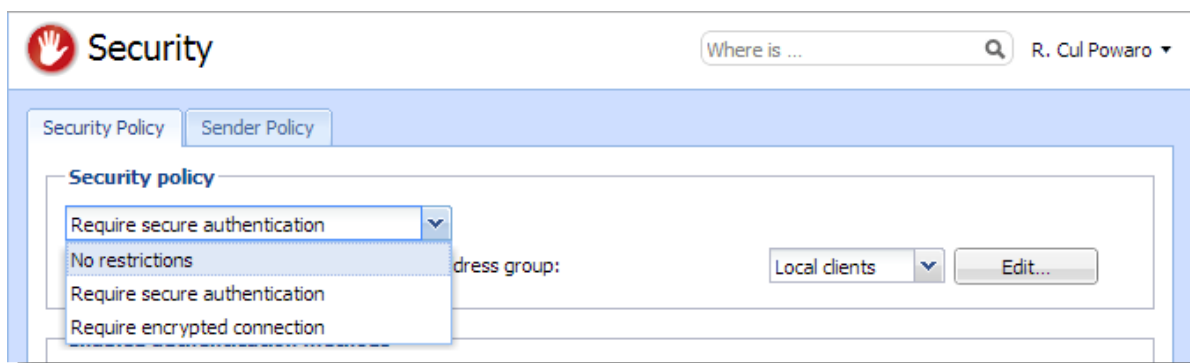 Security
Where is ...
R. Cul Powaro
Security Policy
Sender Policy
Security policy
Require secure authentication
No restrictions
dress group:
Local clients
Edit...
Require secure authentication
Require encrypted connection